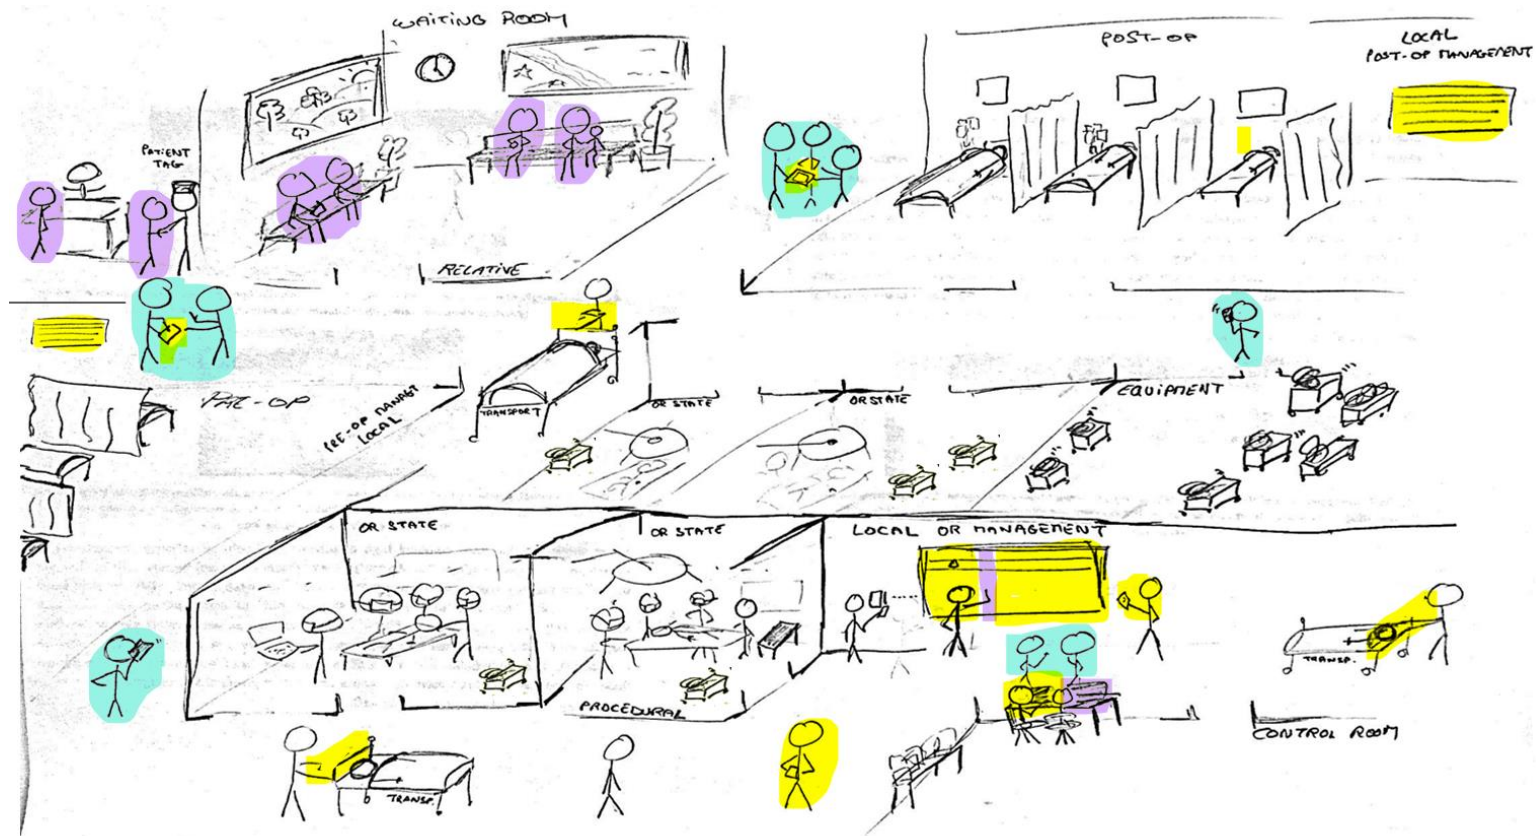 WAITING ROOM
POST-OP
LOCAL
POST-OP MANAGEMENT
PATIENT
TAG
RELATIVE
PRE-OP
PRE-OP MANAGT
LOCAL
TRANSPORT
OR STATE
OR STATE
EQUIPMENT
OR STATE
OR STATE
LOCAL OR MANAGEMENT
TRANSP.
PROCEDURAL
CONTROL ROOM
TRANSP.